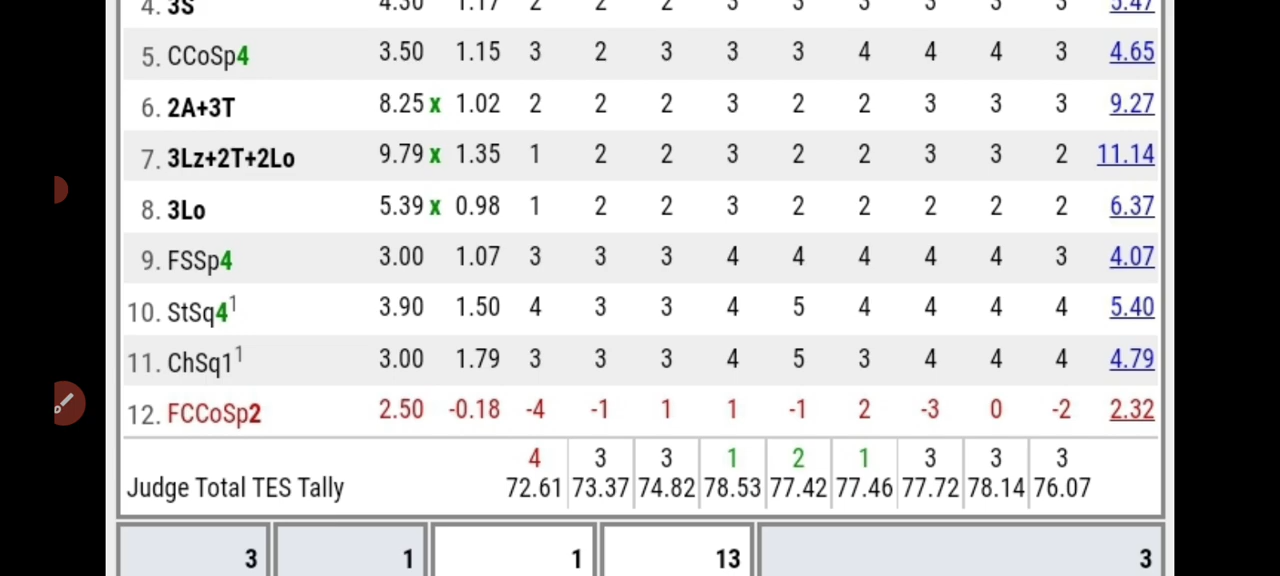 4. 3S 4.30 1.17 2 2 2 3 3 3 3 3 3 5.47
5. CCoSp4 3.50 1.15 3 2 3 3 3 4 4 4 3 4.65
6. 2A+3T 8.25 x 1.02 2 2 2 3 2 2 3 3 3 9.27
7. 3Lz+2T+2Lo 9.79 x 1.35 1 2 2 3 2 2 3 3 2 11.14
8. 3Lo 5.39 x 0.98 1 2 2 3 2 2 2 2 2 6.37
9. FSSp4 3.00 1.07 3 3 3 4 4 4 4 4 3 4.07
10. StSq4¹ 3.90 1.50 4 3 3 4 5 4 4 4 4 5.40
11. ChSq1¹ 3.00 1.79 3 3 3 4 5 3 4 4 4 4.79
12. FCCoSp2 2.50 -0.18 -4 -1 1 1 -1 2 -3 0 -2 2.32
4 3 3 1 2 1 3 3 3
Judge Total TES Tally 72.61 73.37 74.82 78.53 77.42 77.46 77.72 78.14 76.07
3 1 1 13 3